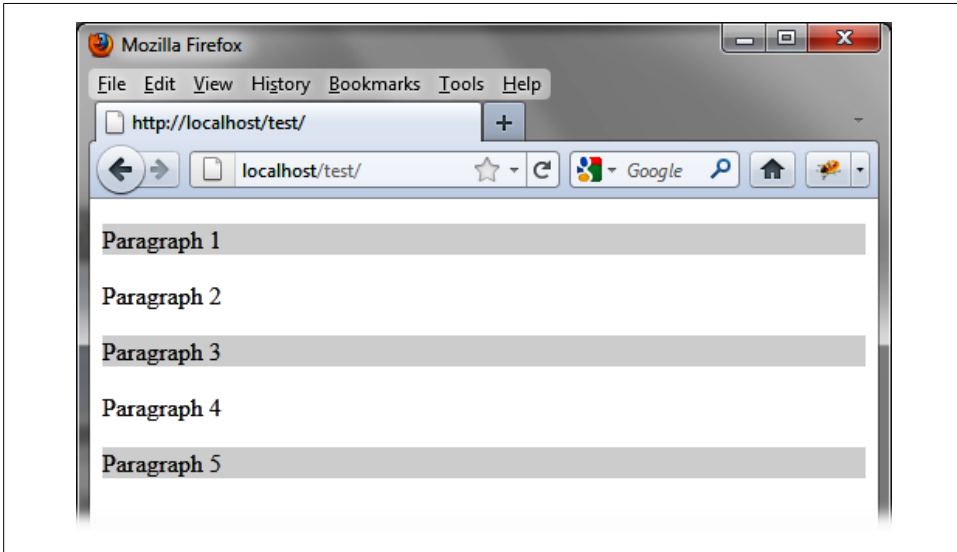 Mozilla Firefox
File Edit View History Bookmarks Tools Help
http://localhost/test/
localhost/test/ Google
Paragraph 1
Paragraph 2
Paragraph 3
Paragraph 4
Paragraph 5